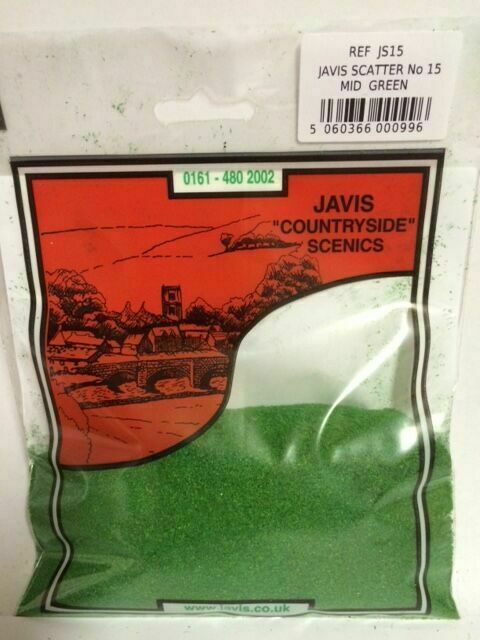 REF JS15
JAVIS SCATTER No 15
MID GREEN
5 060366 000996
0161 - 480 2002
JAVIS
"COUNTRYSIDE"
SCENICS
www.javis.co.uk